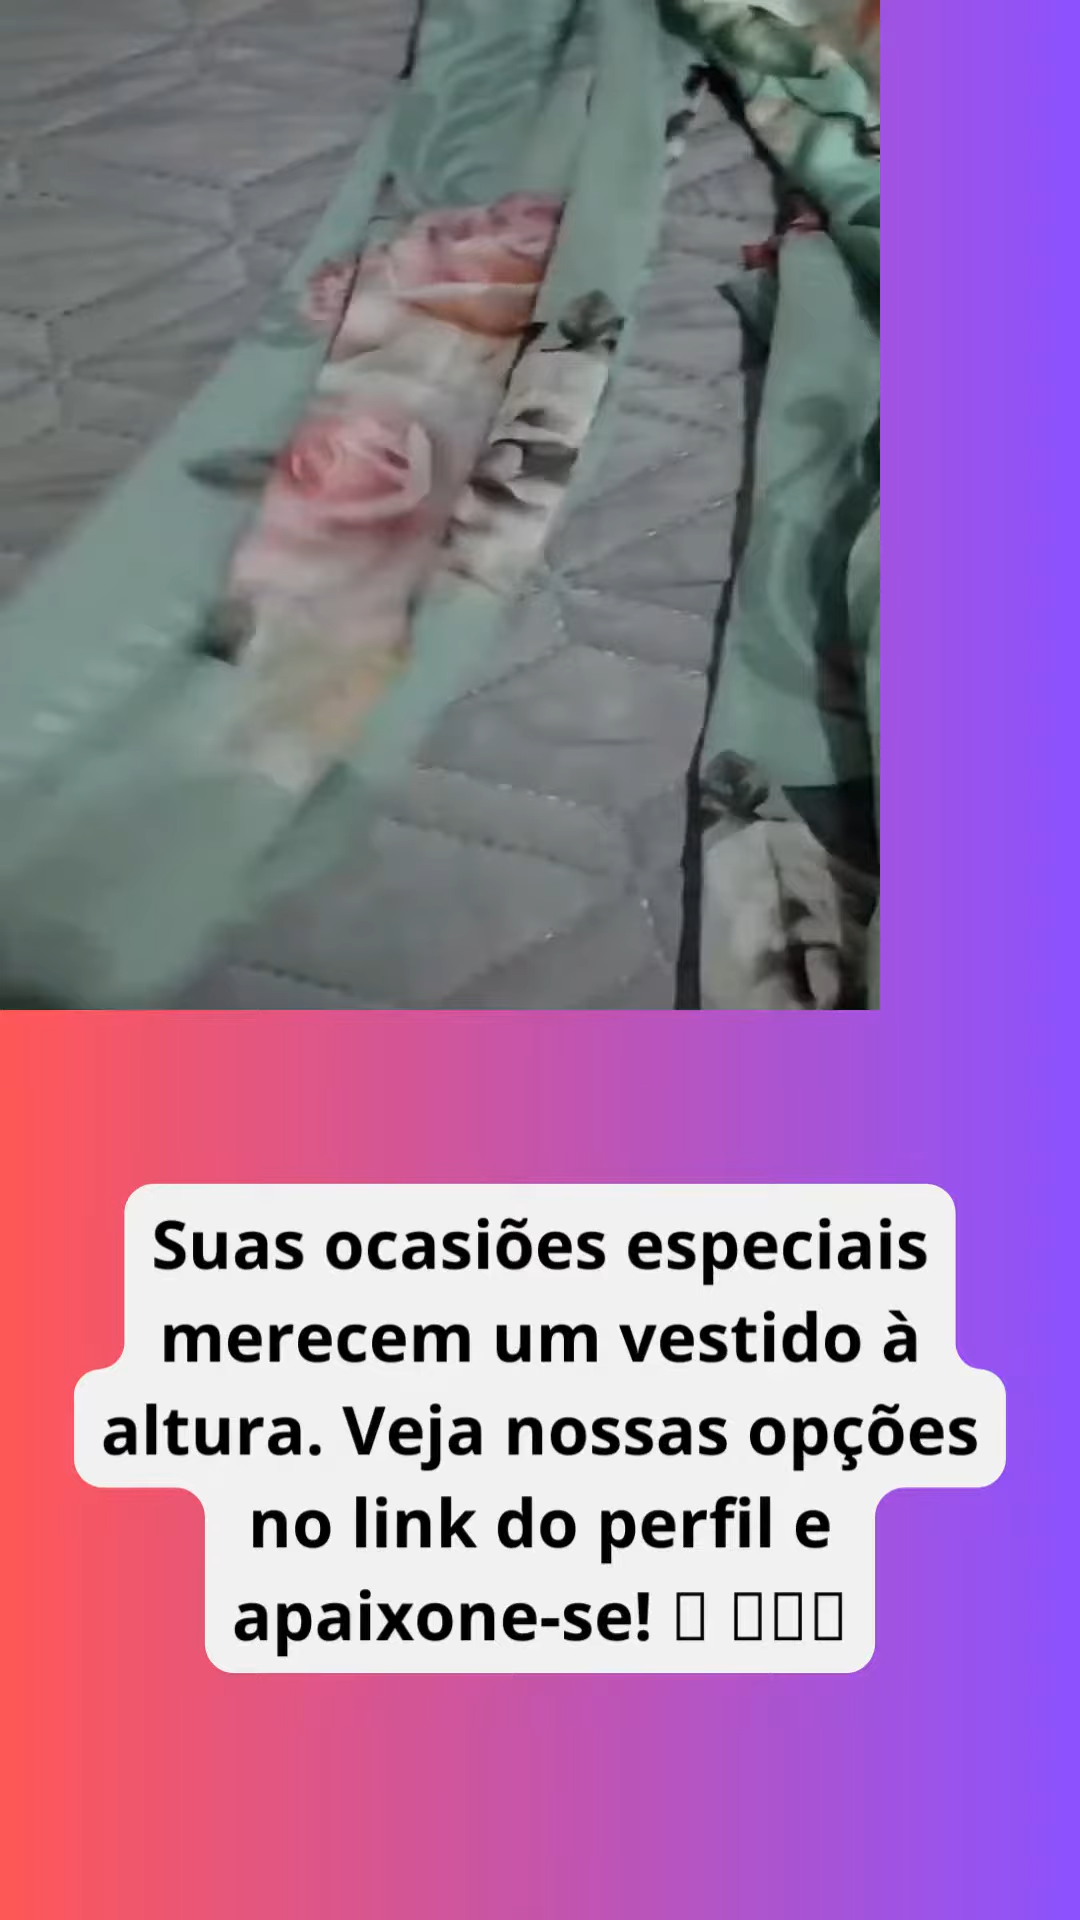 Suas ocasiões especiais
merecem um vestido à
altura. Veja nossas opções
no link do perfil e
apaixone-se!